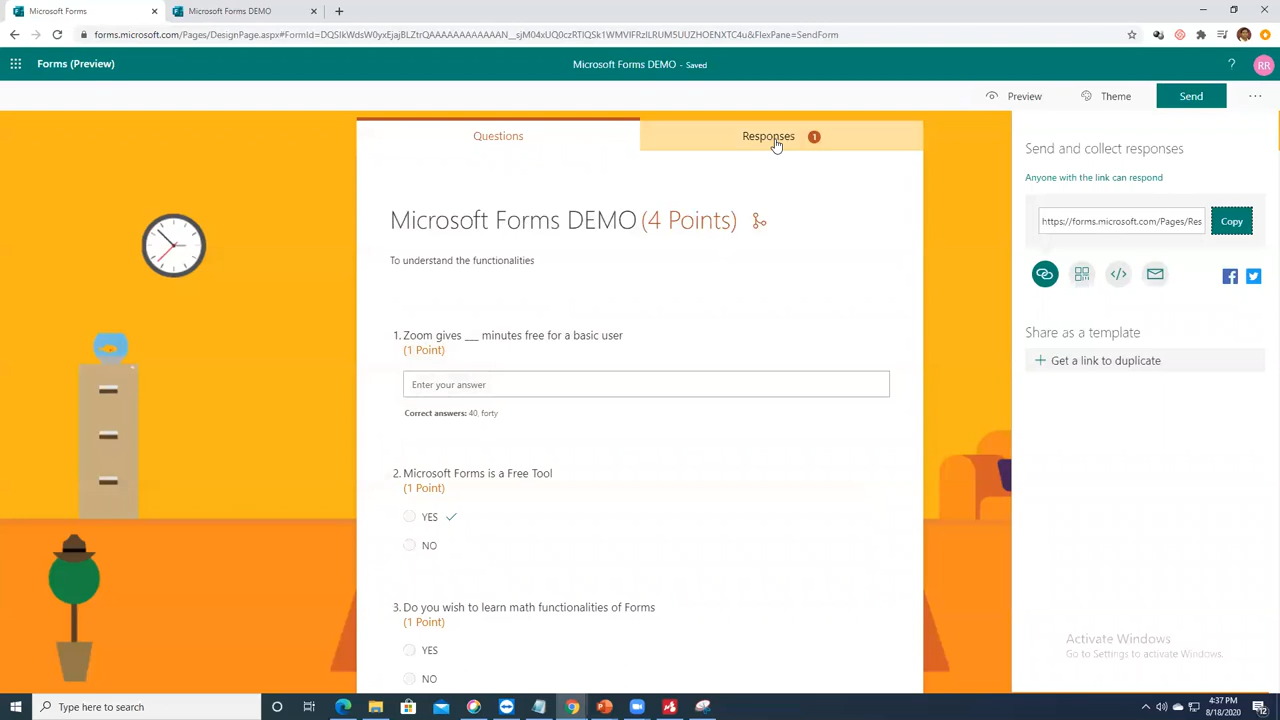 Microsoft Forms
Microsoft Forms DEMO
forms.microsoft.com/Pages/DesignPage.aspx#FormId=DQSIkWdsW0yxEjajBLZtrQAAAAAAAAAAAAN__sjM04xUQ0czRTlQSk1WMVlFRzlLRUM5UUZHOENXTC4u&FlexPane=SendForm
Forms (Preview)
Microsoft Forms DEMO - Saved
?
RR
Preview
Theme
Send
Questions
Responses 1
Send and collect responses
Anyone with the link can respond
https://forms.microsoft.com/Pages/Res
Copy
Microsoft Forms DEMO (4 Points)
To understand the functionalities
Share as a template
Get a link to duplicate
1. Zoom gives ___ minutes free for a basic user
(1 Point)
Enter your answer
Correct answers: 40, forty
2. Microsoft Forms is a Free Tool
(1 Point)
YES
NO
3. Do you wish to learn math functionalities of Forms
(1 Point)
YES
NO
Activate Windows
Go to Settings to activate Windows.
Type here to search
4:37 PM
8/18/2020
12